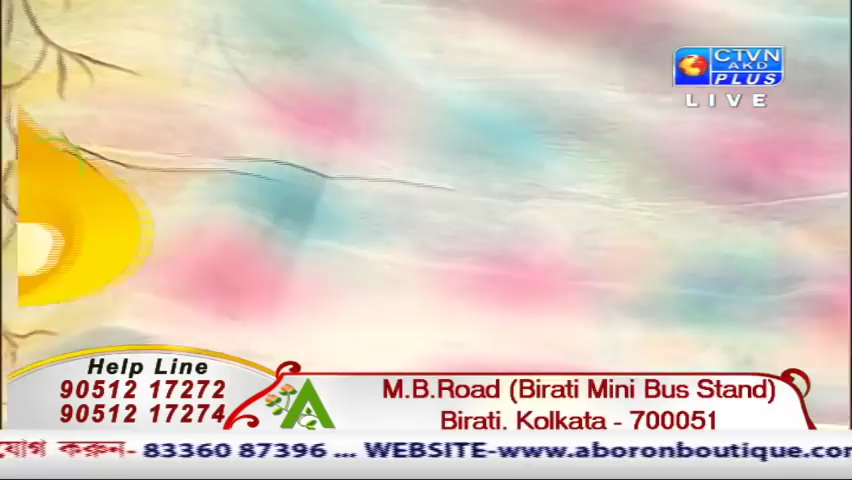 CTVN
AKD
PLUS
LIVE
Help Line
90512 17272
90512 17274
M.B.Road (Birati Mini Bus Stand)
Birati. Kolkata - 700051
যোগ করুন- 83360 87396 ... WEBSITE-www.aboronboutique.com